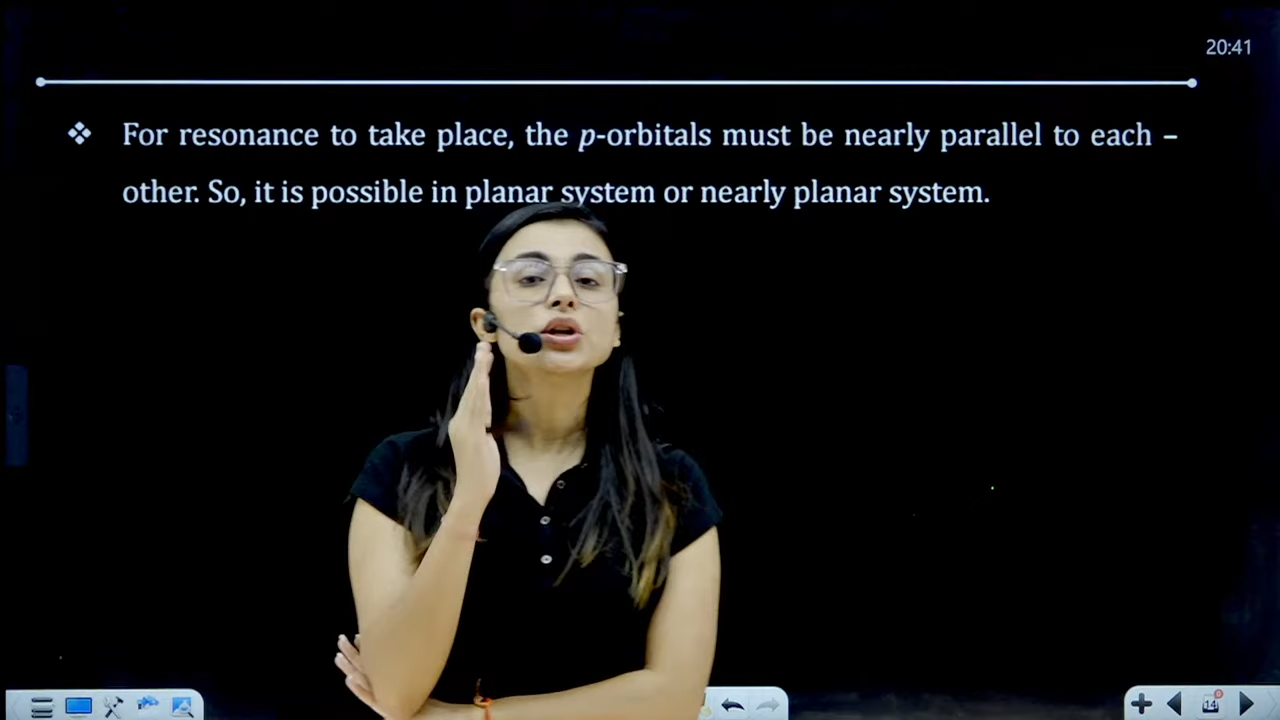 20:41
❖ For resonance to take place, the p-orbitals must be nearly parallel to each –
other. So, it is possible in planar system or nearly planar system.
14